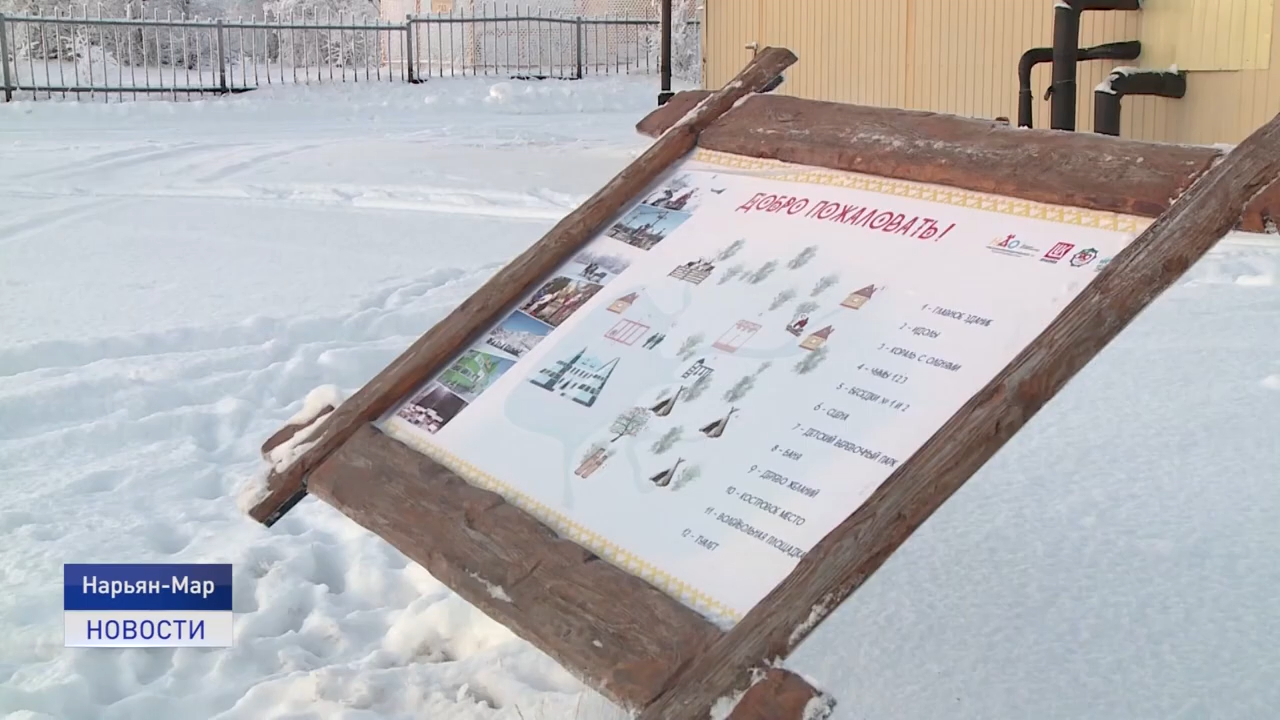 ДОБРО ПОЖАЛОВАТЬ!
1 - ГЛАВНОЕ ЗДАНИЕ
2 - ИДОЛЫ
3 - КОРАЛЬ С ОЛЕНЯМИ
4 - ЧУМЫ 1,2,3
5 - БЕСЕДКИ № 1 И 2
6 - СЦЕНА
7 - ДЕТСКИЙ ВЕРЕВОЧНЫЙ ПАРК
8 - БАНЯ
9 - ДЕРЕВО ЖЕЛАНИЙ
10 - КОСТРОВОЕ МЕСТО
11 - ВОЛЕЙБОЛЬНАЯ ПЛОЩАДКА
12 - ТУАЛЕТ
Нарьян-Мар
НОВОСТИ